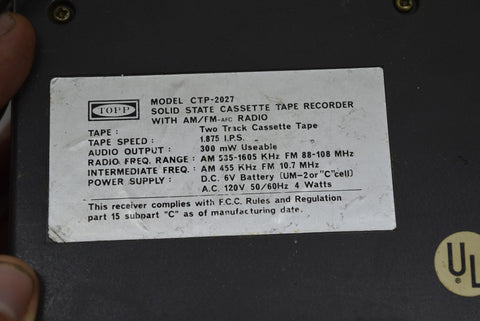 TOPP
MODEL CTP-2027
SOLID STATE CASSETTE TAPE RECORDER
WITH AM/FM-AFC RADIO
TAPE : Two Track Cassette Tape
TAPE SPEED : 1.875 I.P.S.
AUDIO OUTPUT : 300 mW Useable
RADIO FREQ. RANGE : AM 535-1605 KHz FM 88-108 MHz
INTERMEDIATE FREQ. : AM 455 KHz FM 10.7 MHz
POWER SUPPLY : D.C. 6V Battery (UM-2 or "C" cell)
A.C. 120V 50/60Hz 4 Watts
This receiver complies with F.C.C. Rules and Regulation
part 15 subpart "C" as of manufacturing date.
UL